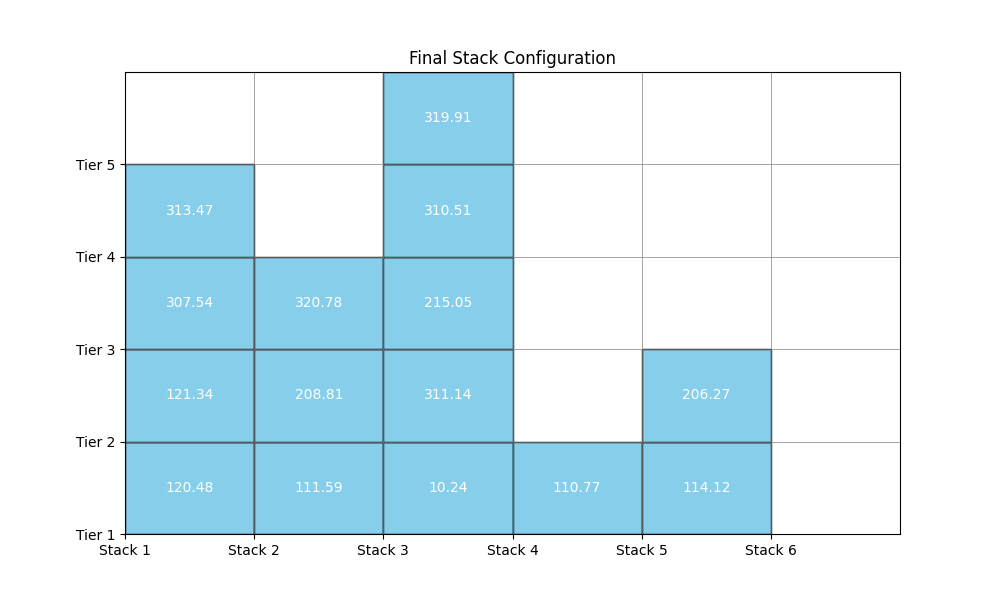 Final Stack Configuration
319.91
Tier 5
313.47 310.51
Tier 4
307.54 320.78 215.05
Tier 3
121.34 208.81 311.14 206.27
Tier 2
120.48 111.59 10.24 110.77 114.12
Tier 1
Stack 1 Stack 2 Stack 3 Stack 4 Stack 5 Stack 6